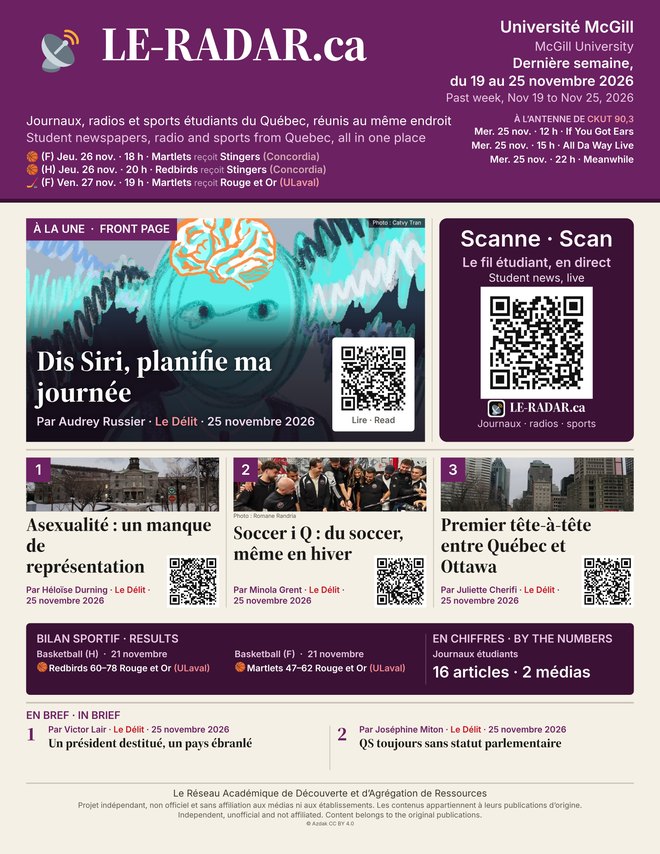 LE-RADAR.ca
Université McGill
McGill University
Dernière semaine,
du 19 au 25 novembre 2026
Past week, Nov 19 to Nov 25, 2026
Journaux, radios et sports étudiants du Québec, réunis au même endroit
Student newspapers, radio and sports from Quebec, all in one place
(F) Jeu. 26 nov. · 18 h · Martlets reçoit Stingers (Concordia)
(H) Jeu. 26 nov. · 20 h · Redbirds reçoit Stingers (Concordia)
(F) Ven. 27 nov. · 19 h · Martlets reçoit Rouge et Or (ULaval)
À L'ANTENNE DE CKUT 90,3
Mer. 25 nov. · 12 h · If You Got Ears
Mer. 25 nov. · 15 h · All Da Way Live
Mer. 25 nov. · 22 h · Meanwhile
À LA UNE · FRONT PAGE
Photo : Catvy Tran
Dis Siri, planifie ma
journée
Par Audrey Russier · Le Délit · 25 novembre 2026
Lire · Read
Scanne · Scan
Le fil étudiant, en direct
Student news, live
LE-RADAR.ca
Journaux · radios · sports
1
Asexualité : un manque
de
représentation
Par Héloïse Durning · Le Délit ·
25 novembre 2026
2
Photo : Romane Randria
Soccer i Q : du soccer,
même en hiver
Par Minola Grent · Le Délit ·
25 novembre 2026
3
Premier tête-à-tête
entre Québec et
Ottawa
Par Juliette Cherifi · Le Délit ·
25 novembre 2026
BILAN SPORTIF · RESULTS
Basketball (H) · 21 novembre
Redbirds 60–78 Rouge et Or (ULaval)
Basketball (F) · 21 novembre
Martlets 47–62 Rouge et Or (ULaval)
EN CHIFFRES · BY THE NUMBERS
Journaux étudiants
16 articles · 2 médias
EN BREF · IN BRIEF
1
Par Victor Lair · Le Délit · 25 novembre 2026
Un président destitué, un pays ébranlé
2
Par Joséphine Miton · Le Délit · 25 novembre 2026
QS toujours sans statut parlementaire
Le Réseau Académique de Découverte et d'Agrégation de Ressources
Projet indépendant, non officiel et sans affiliation aux médias ni aux établissements. Les contenus appartiennent à leurs publications d'origine.
Independent, unofficial and not affiliated. Content belongs to the original publications.
© Azdak CC BY 4.0